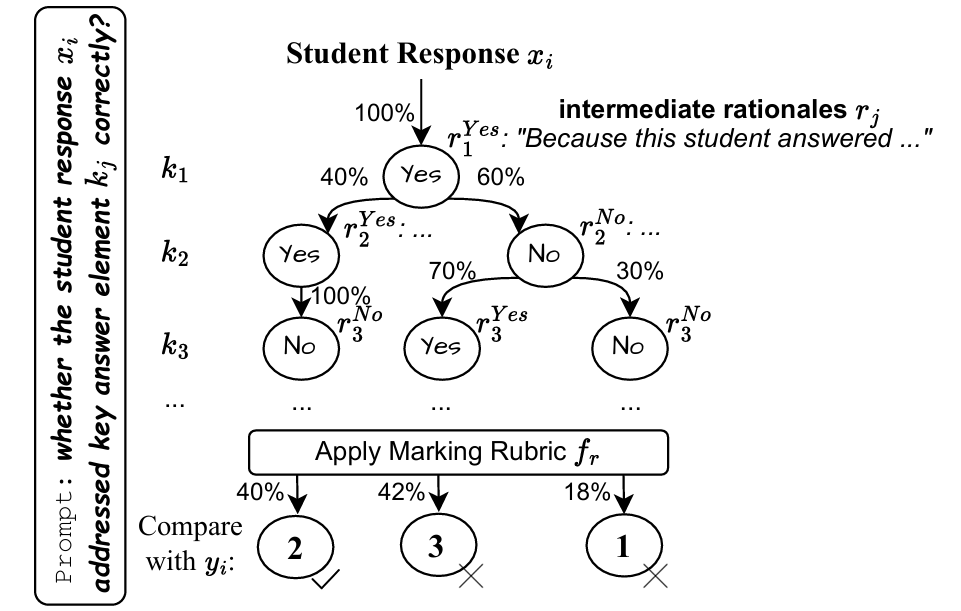 Prompt: whether the student response x_i
addressed key answer element k_j correctly?
Student Response x_i
100%
intermediate rationales r_j
r_1^{Yes}: "Because this student answered ..."
k_1
Yes
40%
60%
r_2^{Yes}: ...
r_2^{No}: ...
k_2
Yes
No
100%
70%
30%
r_3^{No}
r_3^{Yes}
r_3^{No}
k_3
No
Yes
No
...
...
...
...
Apply Marking Rubric f_r
40%
42%
18%
Compare
with y_i:
2
3
1